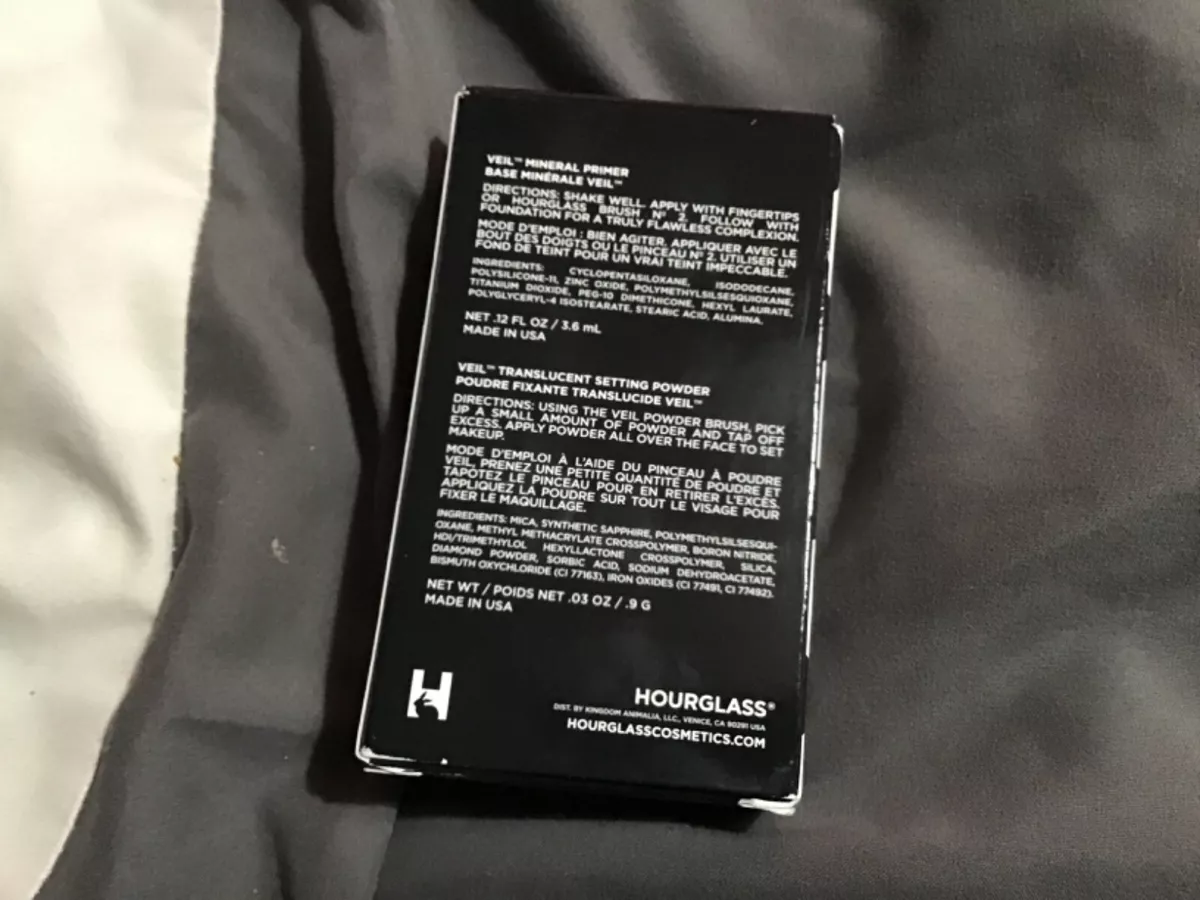 VEIL™ MINERAL PRIMER
BASE MINÉRALE VEIL™
DIRECTIONS: SHAKE WELL. APPLY WITH FINGERTIPS
OR HOURGLASS BRUSH Nº 2. FOLLOW WITH
FOUNDATION FOR A TRULY FLAWLESS COMPLEXION.
MODE D'EMPLOI : BIEN AGITER. APPLIQUER AVEC LE
BOUT DES DOIGTS OU LE PINCEAU Nº 2. UTILISER UN
FOND DE TEINT POUR UN VRAI TEINT IMPECCABLE.
INGREDIENTS: CYCLOPENTASILOXANE, ISODODECANE,
POLYSILICONE-11, ZINC OXIDE, POLYMETHYLSILSESQUIOXANE,
TITANIUM DIOXIDE, PEG-10 DIMETHICONE, HEXYL LAURATE,
POLYGLYCERYL-4 ISOSTEARATE, STEARIC ACID, ALUMINA.
NET .12 FL OZ / 3.6 mL
MADE IN USA
VEIL™ TRANSLUCENT SETTING POWDER
POUDRE FIXANTE TRANSLUCIDE VEIL™
DIRECTIONS: USING THE VEIL POWDER BRUSH, PICK
UP A SMALL AMOUNT OF POWDER AND TAP OFF
EXCESS. APPLY POWDER ALL OVER THE FACE TO SET
MAKEUP.
MODE D'EMPLOI À L'AIDE DU PINCEAU À POUDRE
VEIL, PRENEZ UNE PETITE QUANTITÉ DE POUDRE ET
TAPOTEZ LE PINCEAU POUR EN RETIRER L'EXCÉS.
APPLIQUEZ LA POUDRE SUR TOUT LE VISAGE POUR
FIXER LE MAQUILLAGE.
INGREDIENTS: MICA, SYNTHETIC SAPPHIRE, POLYMETHYLSILSESQUI-
OXANE, METHYL METHACRYLATE CROSSPOLYMER, BORON NITRIDE,
HDI/TRIMETHYLOL HEXYLLACTONE CROSSPOLYMER, SILICA,
DIAMOND POWDER, SORBIC ACID, SODIUM DEHYDROACETATE,
BISMUTH OXYCHLORIDE (CI 77163), IRON OXIDES (CI 77491, CI 77492).
NET WT / POIDS NET .03 OZ / .9 G
MADE IN USA
H
HOURGLASS®
DIST. BY KINGDOM ANIMALIA, LLC., VENICE, CA 90291 USA
HOURGLASSCOSMETICS.COM